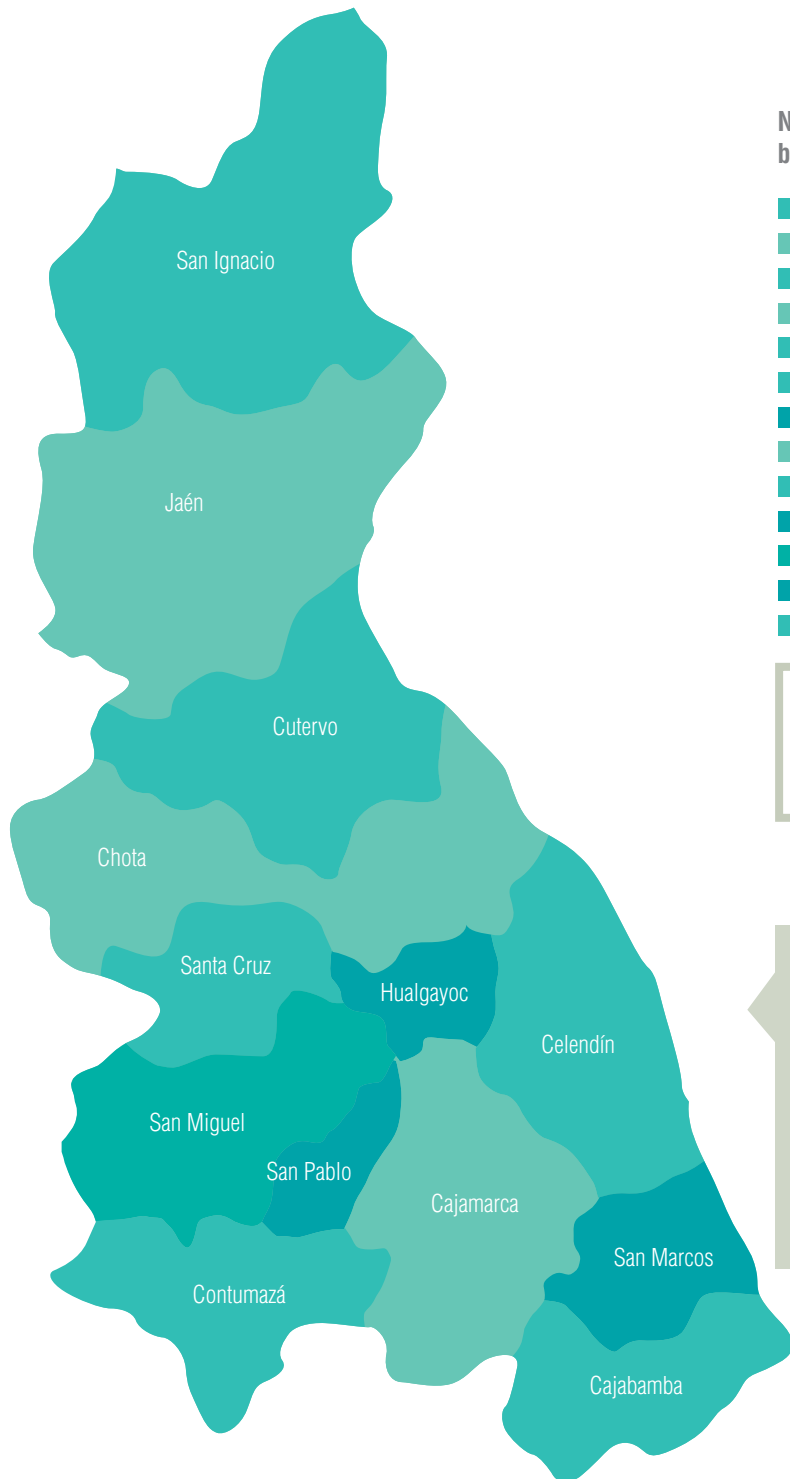 N
b
San Ignacio
Jaén
Cutervo
Chota
Santa Cruz
Hualgayoc
Celendín
San Miguel
San Pablo
Cajamarca
San Marcos
Contumazá
Cajabamba